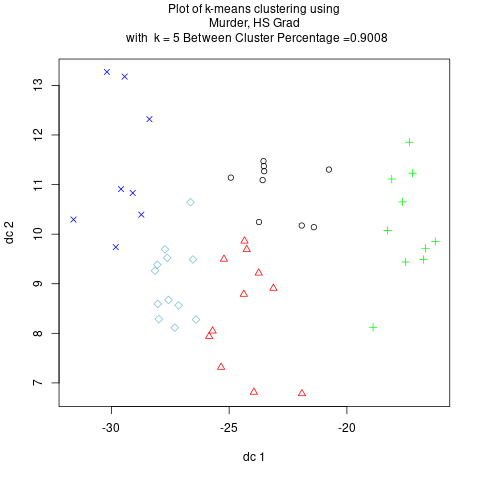 Plot of k-means clustering using
Murder, HS Grad
with  k = 5 Between Cluster Percentage =0.9008
13
12
11
10
9
8
7
dc 2
-30
-25
-20
dc 1